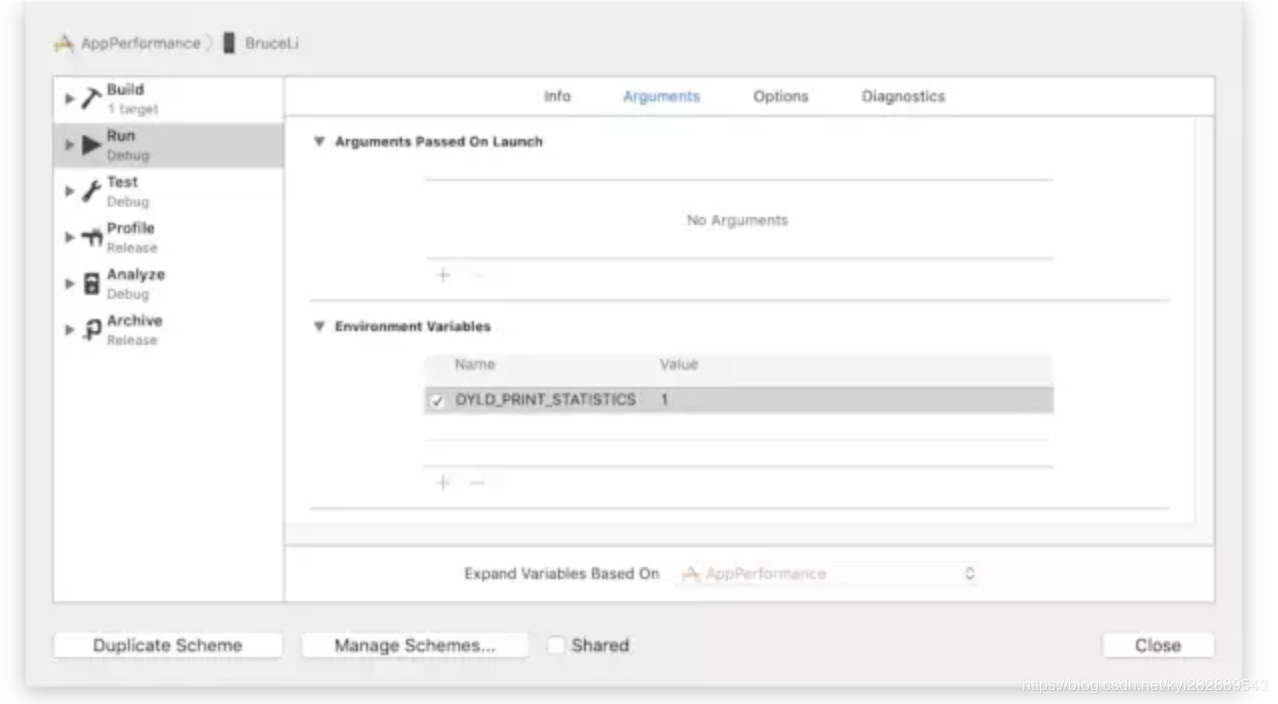 AppPerformance 〉 BruceLi
Build
1 target
Run
Debug
Test
Debug
Profile
Release
Analyze
Debug
Archive
Release
Info Arguments Options Diagnostics
Arguments Passed On Launch
No Arguments
Environment Variables
Name Value
DYLD_PRINT_STATISTICS 1
Expand Variables Based On AppPerformance
Duplicate Scheme Manage Schemes... Shared Close
https://blog.csdn.net/kyl282889543